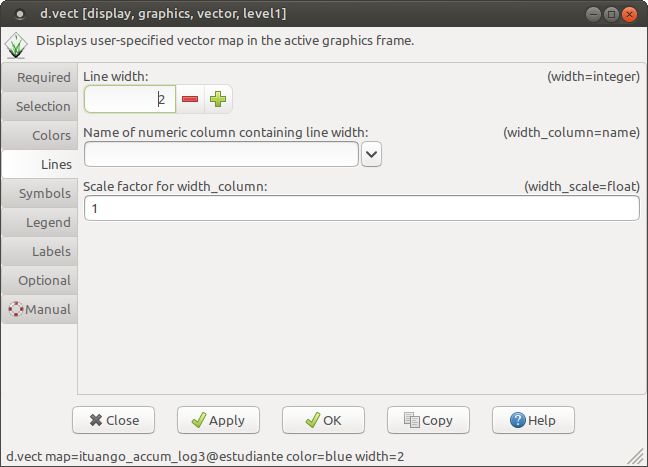 d.vect [display, graphics, vector, level1]
Displays user-specified vector map in the active graphics frame.
Required
Selection
Colors
Lines
Symbols
Legend
Labels
Optional
Manual
Line width: (width=integer)
2
Name of numeric column containing line width: (width_column=name)
Scale factor for width_column: (width_scale=float)
1
Close Apply OK Copy Help
d.vect map=ituango_accum_log3@estudiante color=blue width=2